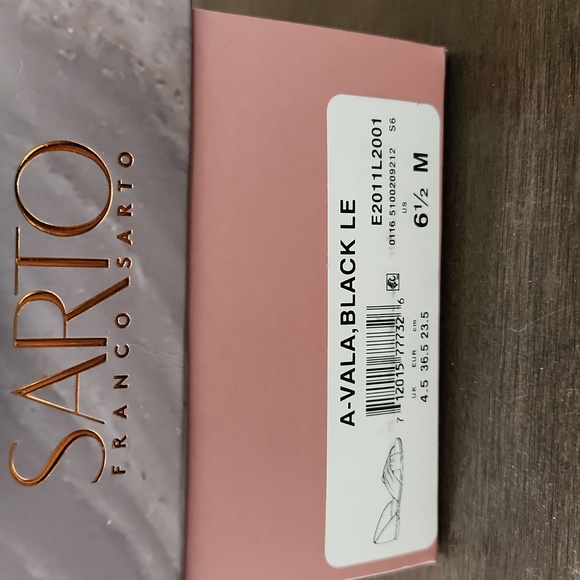 SARTO
FRANCO SARTO
A-VALA,BLACK LE
E2011L2001
0116 5100209212 S6
7 12015 77732 6
US
UK EUR cm
4.5 36.5 23.5
6½ M